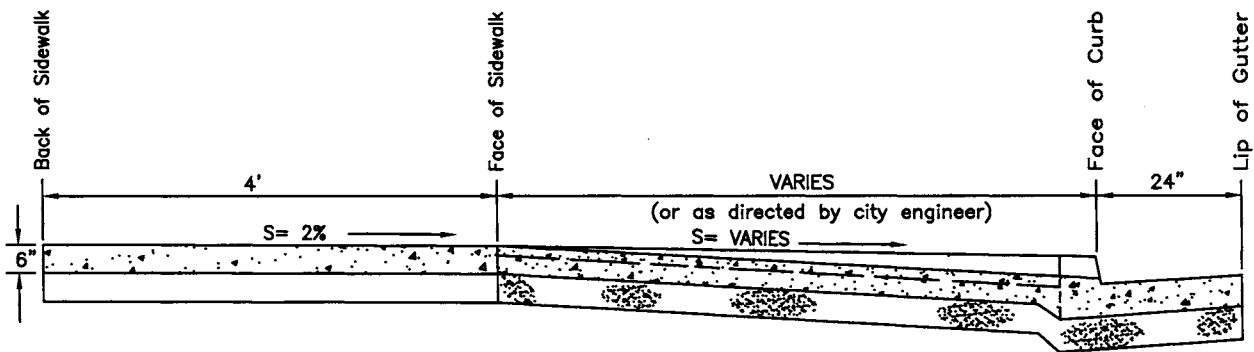 Back of Sidewalk
Face of Sidewalk
Face of Curb
Lip of Gutter
4'
VARIES
24"
(or as directed by city engineer)
S= 2%
S= VARIES
6"